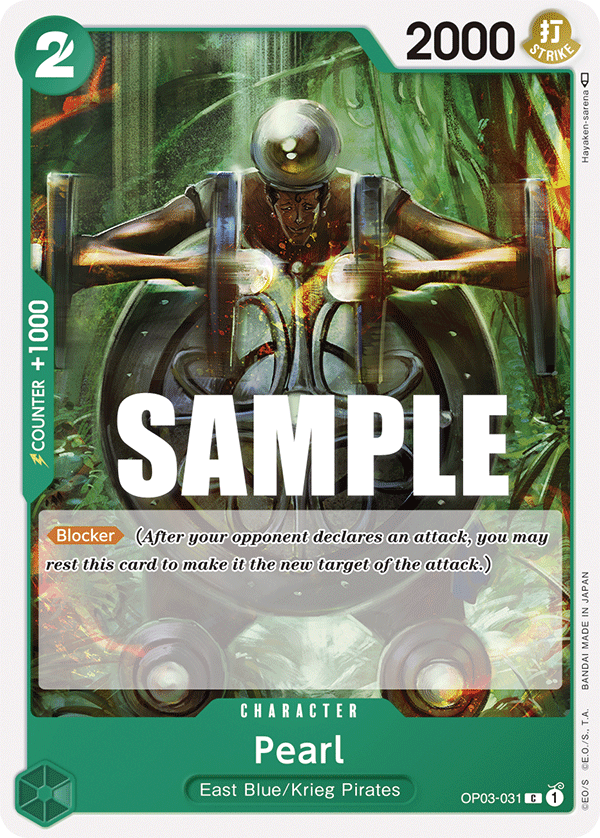 2
2000
打
STRIKE
Hayaken-sarena
COUNTER +1000
SAMPLE
Blocker (After your opponent declares an attack, you may
rest this card to make it the new target of the attack.)
CHARACTER
Pearl
East Blue/Krieg Pirates
OP03-031 C 1
©EO/S ©E.O./S., T.A. BANDAI MADE IN JAPAN